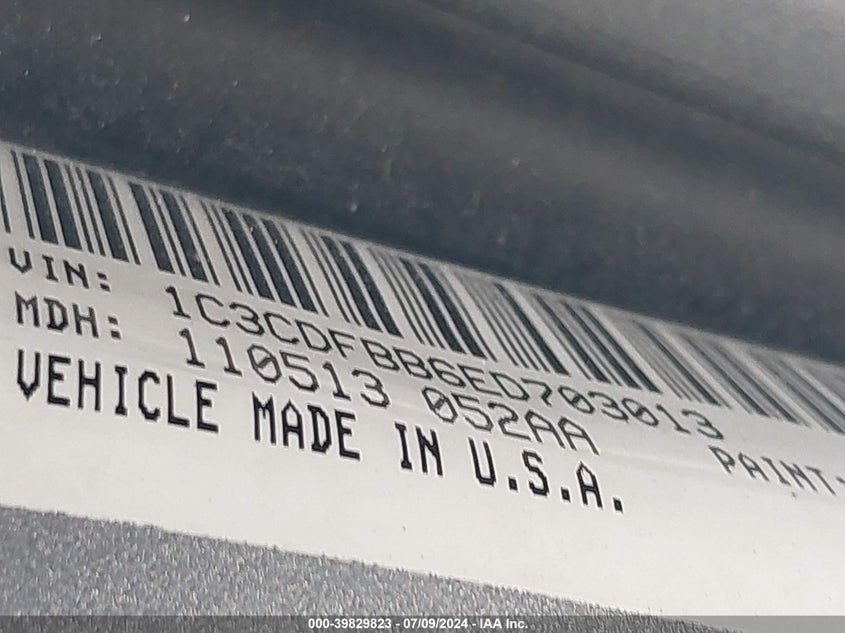 VIN: 1C3CDFBB6ED703013
MDH: 110513 052AA
PAINT
VEHICLE MADE IN U.S.A.
000-39829823 - 07/09/2024 - IAA Inc.